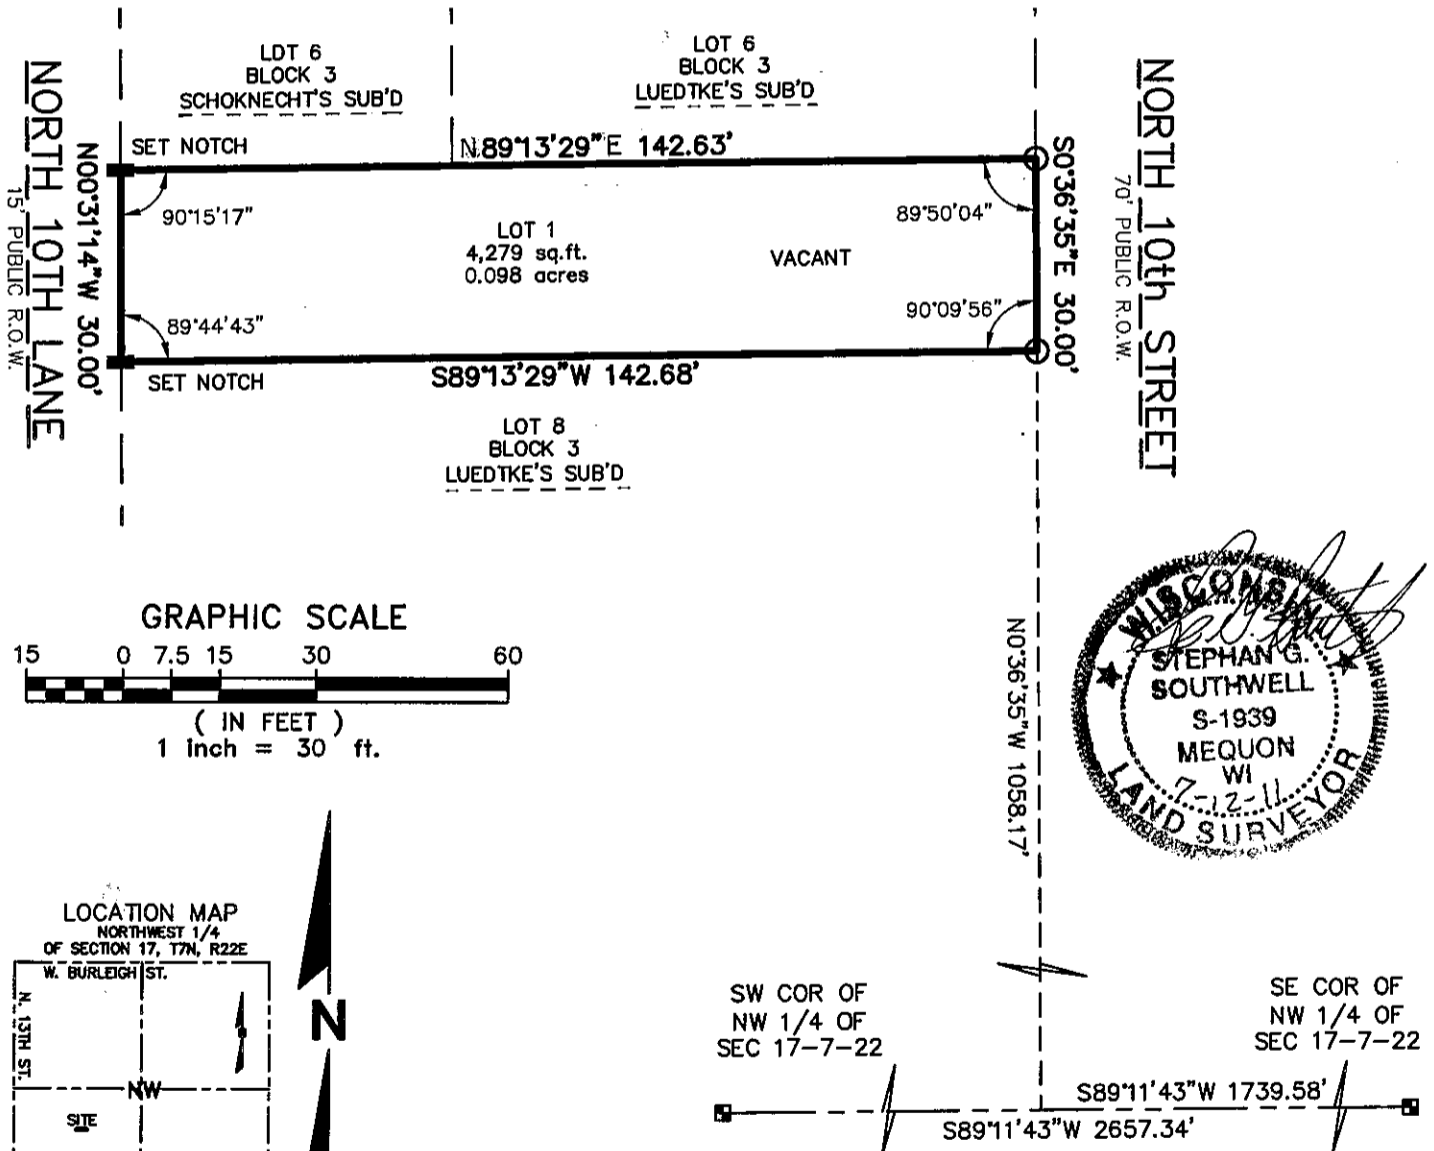 LDT 6
BLOCK 3
SCHOKNECHT'S SUB'D
LOT 6
BLOCK 3
LUEDTKE'S SUB'D
NORTH 10TH LANE
15' PUBLIC R.O.W.
N00°31'14"W 30.00'
SET NOTCH
N89°13'29"E 142.63'
S0°36'35"E 30.00'
NORTH 10th STREET
70' PUBLIC R.O.W.
90°15'17"
89°50'04"
LOT 1
4,279 sq.ft.
0.098 acres
VACANT
89°44'43"
90°09'56"
SET NOTCH
S89°13'29"W 142.68'
LOT 8
BLOCK 3
LUEDTKE'S SUB'D
GRAPHIC SCALE
15 0 7.5 15 30 60
( IN FEET )
1 inch = 30 ft.
N0°36'35"W 1058.17'
WISCONSIN
STEPHAN G.
SOUTHWELL
S-1939
MEQUON
WI
7-12-11
LAND SURVEYOR
LOCATION MAP
NORTHWEST 1/4
OF SECTION 17, T7N, R22E
W. BURLEIGH ST.
N. 13TH ST.
NW
SITE
N
SW COR OF
NW 1/4 OF
SEC 17-7-22
SE COR OF
NW 1/4 OF
SEC 17-7-22
S89°11'43"W 1739.58'
S89°11'43"W 2657.34'